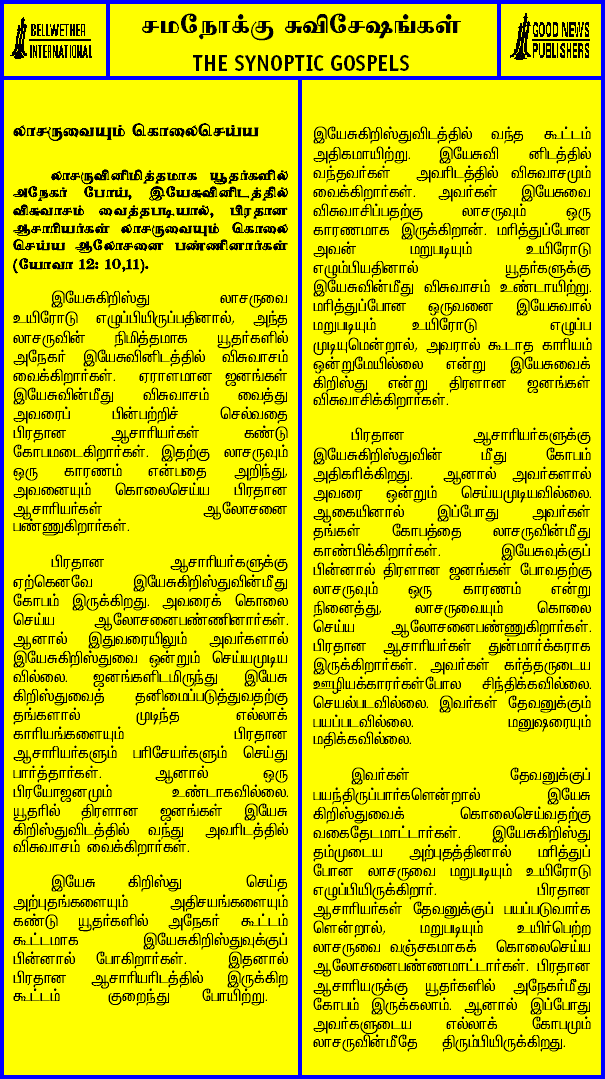 BELLWETHER
INTERNATIONAL
சமநோக்கு சுவிசேஷங்கள்
THE SYNOPTIC GOSPELS
GOOD NEWS
PUBLISHERS
லாசருவையும் கொலைசெய்ய
லாசருவினிமித்தமாக யூதர்களில்
அநேகர் போய், இயேசுவினிடத்தில்
விசுவாசம் வைத்தபடியால், பிரதான
ஆசாரியர்கள் லாசருவையும் கொலை
செய்ய ஆலோசனை பண்ணினார்கள்
(யோவா 12: 10,11).
இயேசுகிறிஸ்து லாசருவை
உயிரோடு எழுப்பியிருப்பதினால், அந்த
லாசருவின் நிமித்தமாக யூதர்களில்
அநேகர் இயேசுவினிடத்தில் விசுவாசம்
வைக்கிறார்கள். ஏராளமான ஜனங்கள்
இயேசுவின்மீது விசுவாசம் வைத்து
அவரைப் பின்பற்றிச் செல்வதை
பிரதான ஆசாரியர்கள் கண்டு
கோபமடைகிறார்கள். இதற்கு லாசருவும்
ஒரு காரணம் என்பதை அறிந்து,
அவனையும் கொலைசெய்ய பிரதான
ஆசாரியர்கள் ஆலோசனை
பண்ணுகிறார்கள்.
பிரதான ஆசாரியர்களுக்கு
ஏற்கெனவே இயேசுகிறிஸ்துவின்மீது
கோபம் இருக்கிறது. அவரைக் கொலை
செய்ய ஆலோசனைபண்ணினார்கள்.
ஆனால் இதுவரையிலும் அவர்களால்
இயேசுகிறிஸ்துவை ஒன்றும் செய்யமுடிய
வில்லை. ஜனங்களிடமிருந்து இயேசு
கிறிஸ்துவைத் தனிமைப்படுத்துவதற்கு
தங்களால் முடிந்த எல்லாக்
காரியங்களையும் பிரதான
ஆசாரியர்களும் பரிசேயர்களும் செய்து
பார்த்தார்கள். ஆனால் ஒரு
பிரயோஜனமும் உண்டாகவில்லை.
யூதரில் திரளான ஜனங்கள் இயேசு
கிறிஸ்துவிடத்தில் வந்து அவரிடத்தில்
விசுவாசம் வைக்கிறார்கள்.
இயேசு கிறிஸ்து செய்த
அற்புதங்களையும் அதிசயங்களையும்
கண்டு யூதர்களில் அநேகர் கூட்டம்
கூட்டமாக இயேசுகிறிஸ்துவுக்குப்
பின்னால் போகிறார்கள். இதனால்
பிரதான ஆசாரியரிடத்தில் இருக்கிற
கூட்டம் குறைந்து போயிற்று.
இயேசுகிறிஸ்துவிடத்தில் வந்த கூட்டம்
அதிகமாயிற்று. இயேசுவி னிடத்தில்
வந்தவர்கள் அவரிடத்தில் விசுவாசமும்
வைக்கிறார்கள். அவர்கள் இயேசுவை
விசுவாசிப்பதற்கு லாசருவும் ஒரு
காரணமாக இருக்கிறான். மரித்துப்போன
அவன் மறுபடியும் உயிரோடு
எழும்பியதினால் யூதர்களுக்கு
இயேசுவின்மீது விசுவாசம் உண்டாயிற்று.
மரித்துப்போன ஒருவனை இயேசுவால்
மறுபடியும் உயிரோடு எழுப்ப
முடியுமென்றால், அவரால் கூடாத காரியம்
ஒன்றுமேயில்லை என்று இயேசுவைக்
கிறிஸ்து என்று திரளான ஜனங்கள்
விசுவாசிக்கிறார்கள்.
பிரதான ஆசாரியர்களுக்கு
இயேசுகிறிஸ்துவின் மீது கோபம்
அதிகரிக்கிறது. ஆனால் அவர்களால்
அவரை ஒன்றும் செய்யமுடியவில்லை.
ஆகையினால் இப்போது அவர்கள்
தங்கள் கோபத்தை லாசருவின்மீது
காண்பிக்கிறார்கள். இயேசுவுக்குப்
பின்னால் திரளான ஜனங்கள் போவதற்கு
லாசருவும் ஒரு காரணம் என்று
நினைத்து, லாசருவையும் கொலை
செய்ய ஆலோசனைபண்ணுகிறார்கள்.
பிரதான ஆசாரியர்கள் துன்மார்க்கராக
இருக்கிறார்கள். அவர்கள் கர்த்தருடைய
ஊழியக்காரர்கள்போல சிந்திக்கவில்லை.
செயல்படவில்லை. இவர்கள் தேவனுக்கும்
பயப்படவில்லை. மனுஷரையும்
மதிக்கவில்லை.
இவர்கள் தேவனுக்குப்
பயந்திருப்பார்களென்றால் இயேசு
கிறிஸ்துவைக் கொலைசெய்வதற்கு
வகைதேடமாட்டார்கள். இயேசுகிறிஸ்து
தம்முடைய அற்புதத்தினால் மரித்துப்
போன லாசருவை மறுபடியும் உயிரோடு
எழுப்பியிருக்கிறார். பிரதான
ஆசாரியர்கள் தேவனுக்குப் பயப்படுவார்க
ளென்றால், மறுபடியும் உயிர்பெற்ற
லாசருவை வஞ்சகமாகக் கொலைசெய்ய
ஆலோசனைபண்ணமாட்டார்கள். பிரதான
ஆசாரியருக்கு யூதர்களில் அநேகர்மீது
கோபம் இருக்கலாம். ஆனால் இப்போது
அவர்களுடைய எல்லாக் கோபமும்
லாசருவின்மீதே திரும்பியிருக்கிறது.